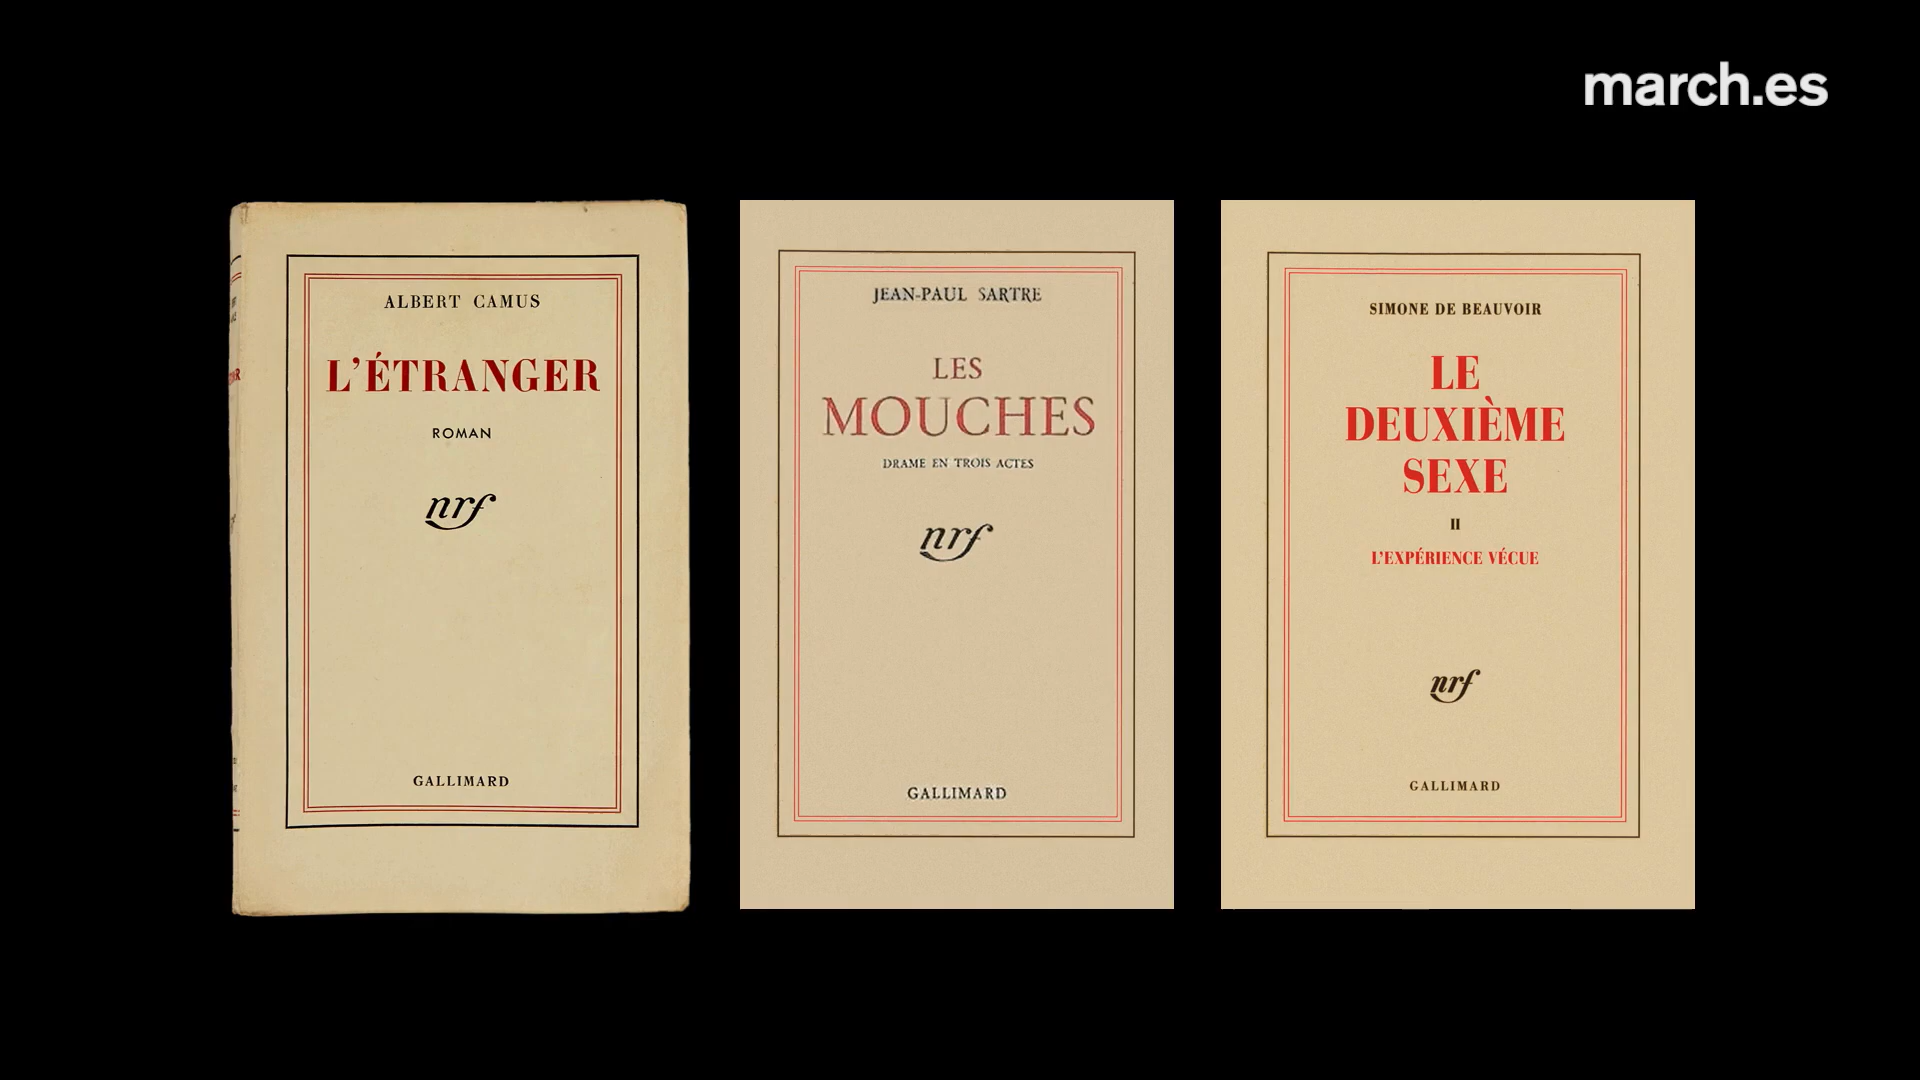 march.es
ALBERT CAMUS
L'ÉTRANGER
ROMAN
nrf
GALLIMARD
JEAN-PAUL SARTRE
LES
MOUCHES
DRAME EN TROIS ACTES
nrf
GALLIMARD
SIMONE DE BEAUVOIR
LE
DEUXIÈME
SEXE
II
L'EXPÉRIENCE VÉCUE
nrf
GALLIMARD